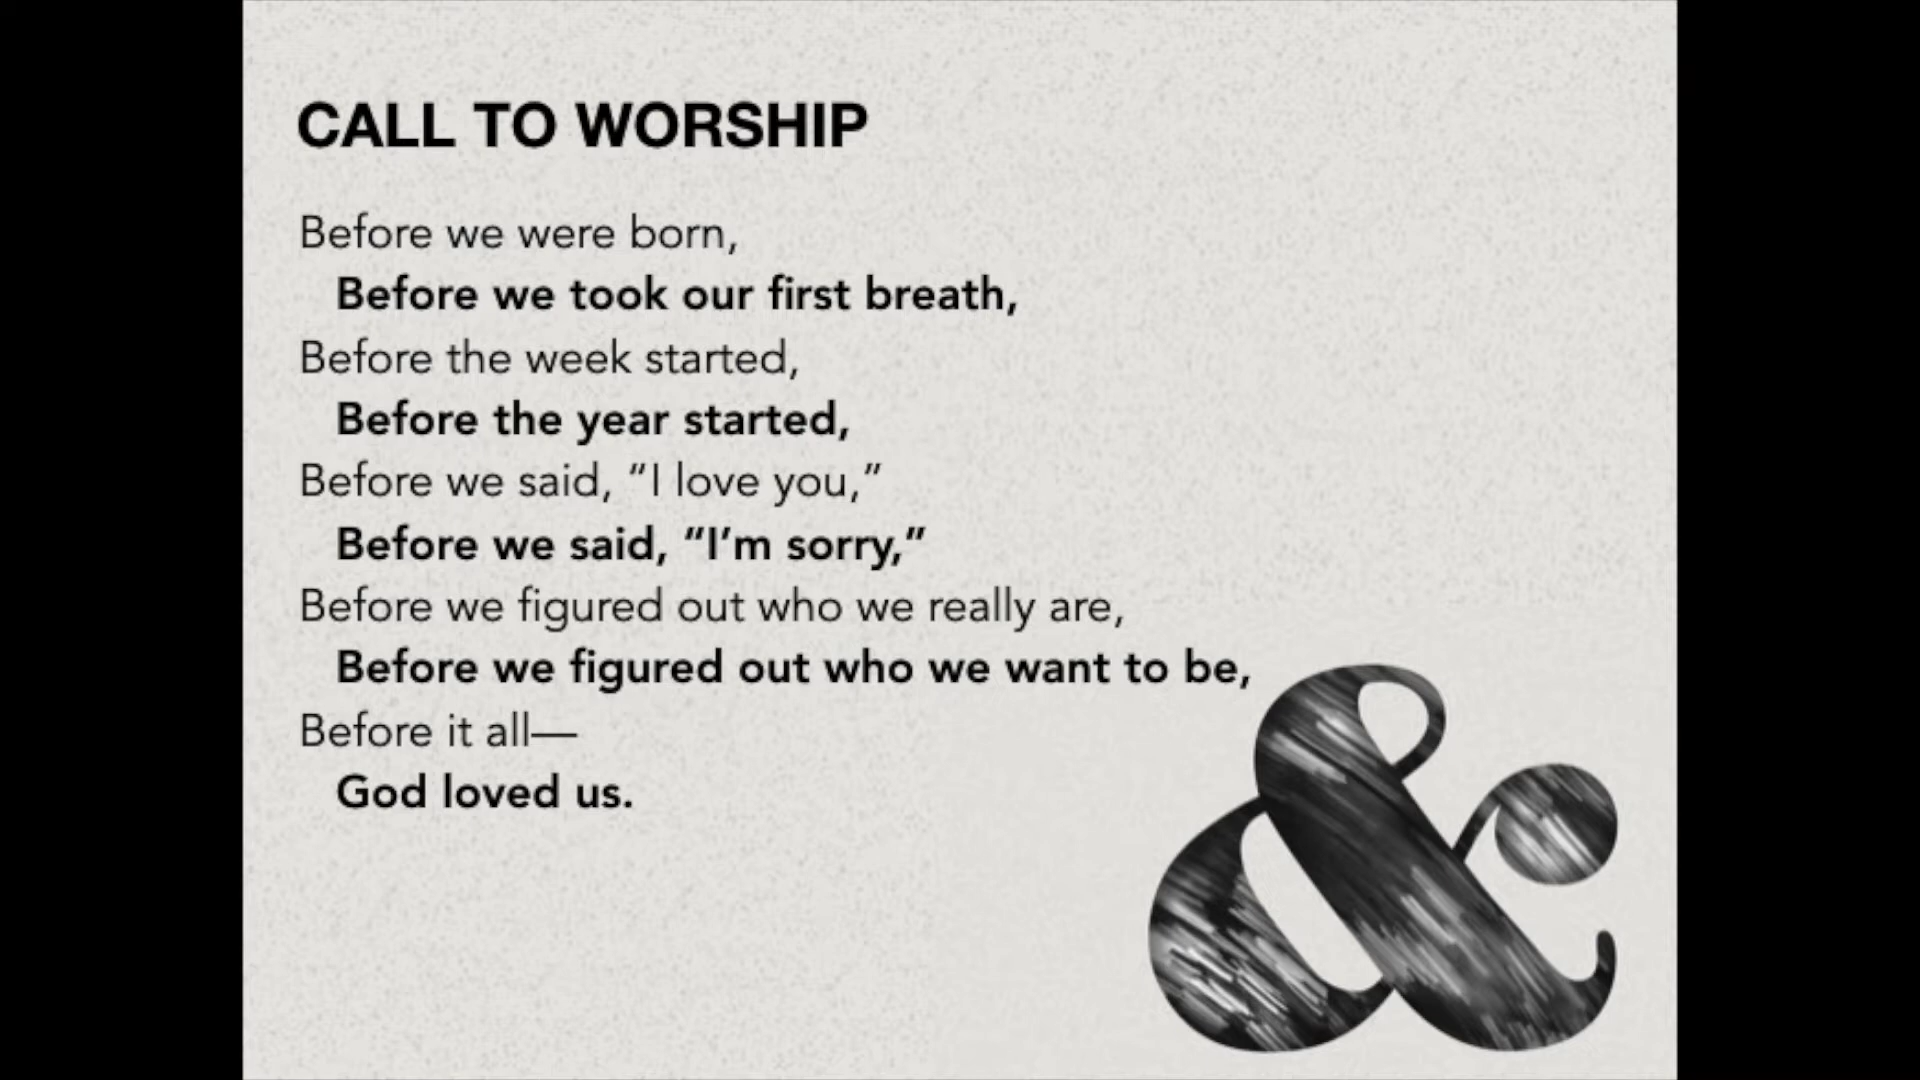 CALL TO WORSHIP
Before we were born,
Before we took our first breath,
Before the week started,
Before the year started,
Before we said, “I love you,”
Before we said, “I’m sorry,”
Before we figured out who we really are,
Before we figured out who we want to be,
Before it all—
God loved us.
&